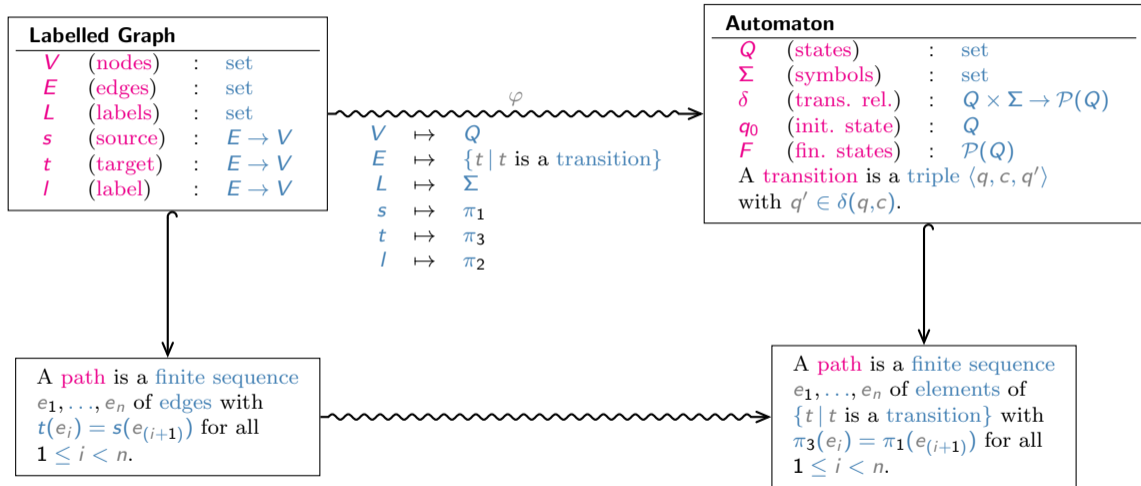 Labelled Graph
V (nodes) : set
E (edges) : set
L (labels) : set
s (source) : E → V
t (target) : E → V
l (label) : E → V
φ
V ↦ Q
E ↦ {t | t is a transition}
L ↦ Σ
s ↦ π₁
t ↦ π₃
l ↦ π₂
Automaton
Q (states) : set
Σ (symbols) : set
δ (trans. rel.) : Q × Σ → 𝒫(Q)
q₀ (init. state) : Q
F (fin. states) : 𝒫(Q)
A transition is a triple ⟨q, c, q′⟩
with q′ ∈ δ(q,c).
A path is a finite sequence
e₁,…,eₙ of edges with
t(eᵢ) = s(e₍ᵢ₊₁₎) for all
1 ≤ i < n.
A path is a finite sequence
e₁,…,eₙ of elements of
{t | t is a transition} with
π₃(eᵢ) = π₁(e₍ᵢ₊₁₎) for all
1 ≤ i < n.